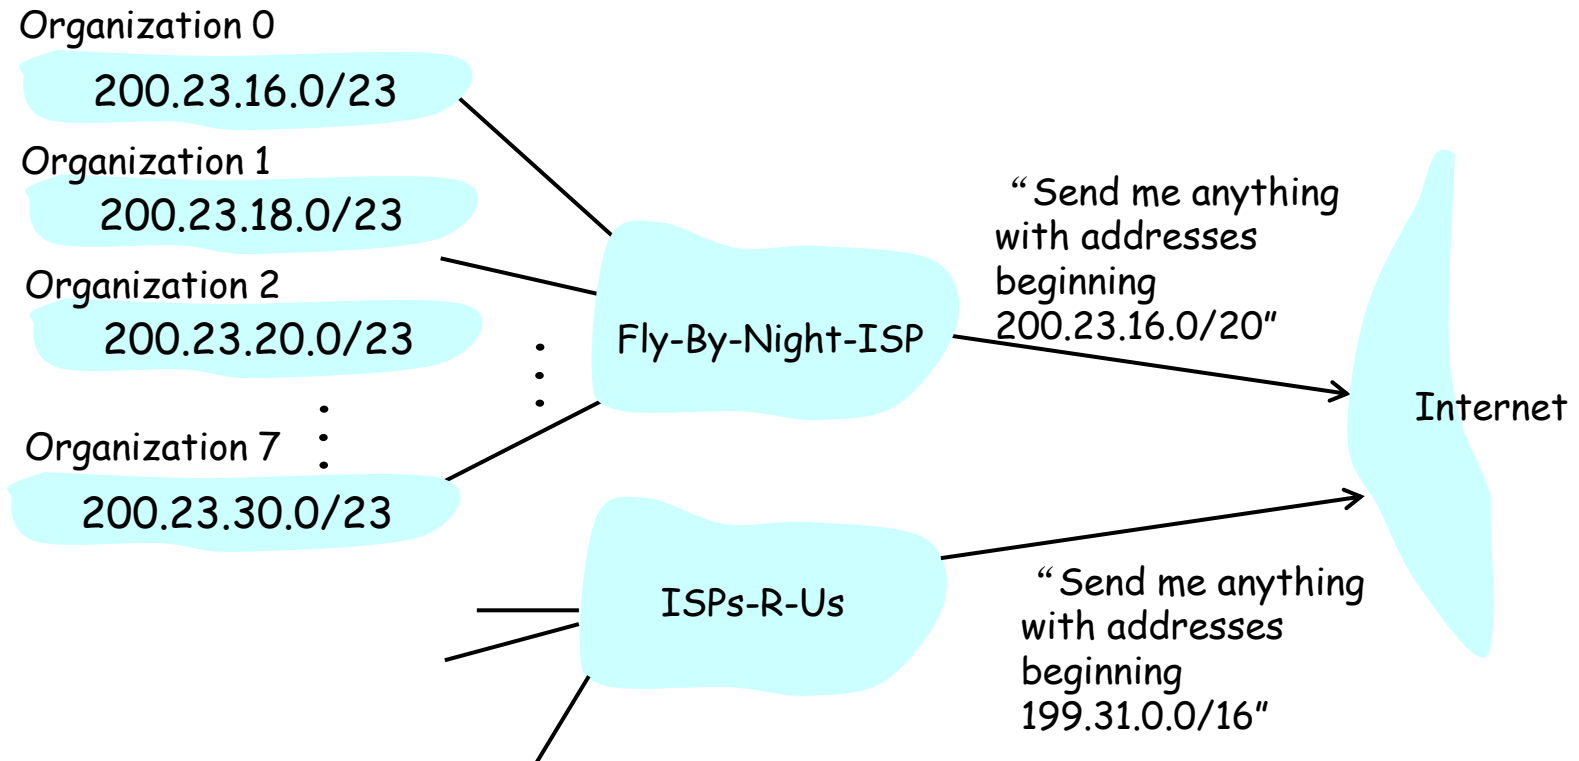 Organization 0
200.23.16.0/23
Organization 1
200.23.18.0/23
Organization 2
200.23.20.0/23
Organization 7
200.23.30.0/23
Fly-By-Night-ISP
“Send me anything
with addresses
beginning
200.23.16.0/20”
Internet
ISPs-R-Us
“Send me anything
with addresses
beginning
199.31.0.0/16”